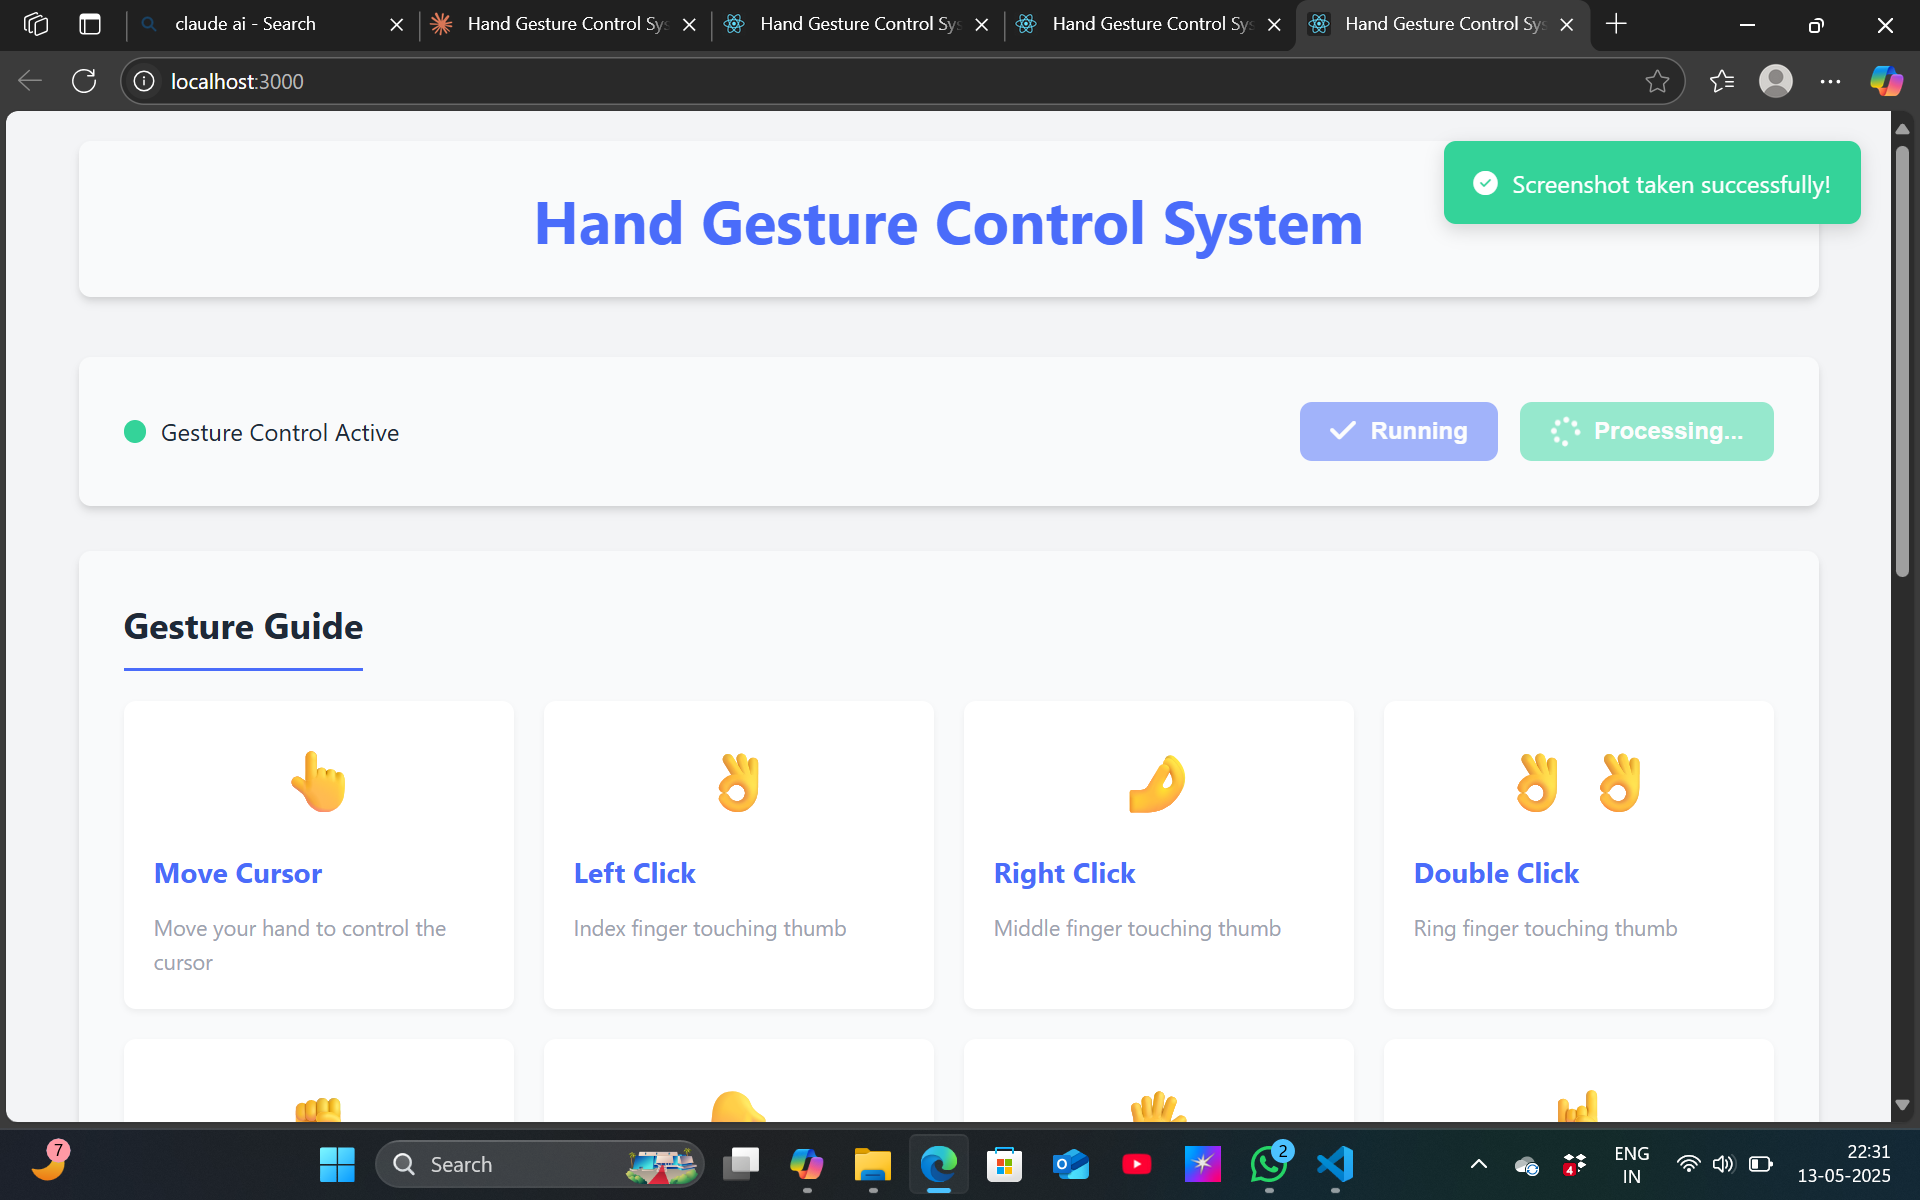 claude ai - Search
Hand Gesture Control Sys
Hand Gesture Control Sys
Hand Gesture Control Sys
Hand Gesture Control Sys
localhost:3000
Hand Gesture Control System
Screenshot taken successfully!
Gesture Control Active
Running
Processing...
Gesture Guide
Move Cursor
Move your hand to control the
cursor
Left Click
Index finger touching thumb
Right Click
Middle finger touching thumb
Double Click
Ring finger touching thumb
7
Search
2
4
ENG
IN
22:31
13-05-2025